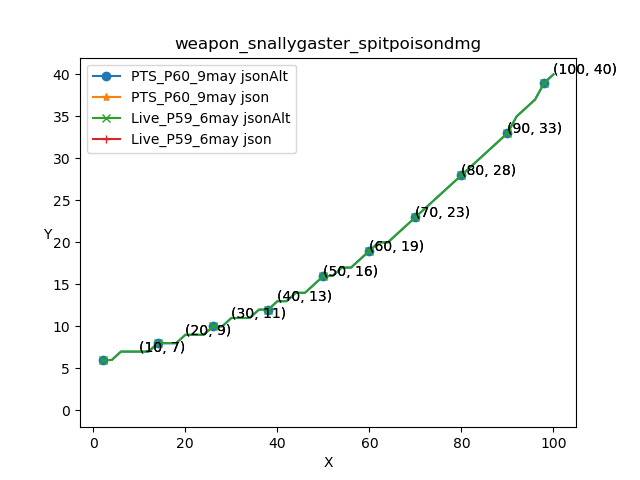 weapon_snallygaster_spitpoisondmg
PTS_P60_9may jsonAlt
PTS_P60_9may json
Live_P59_6may jsonAlt
Live_P59_6may json
(100, 40)
(90, 33)
(80, 28)
(70, 23)
(60, 19)
(50, 16)
(40, 13)
(30, 11)
(20, 9)
(10, 7)
40
35
30
25
20
15
10
5
0
Y
0 20 40 60 80 100
X